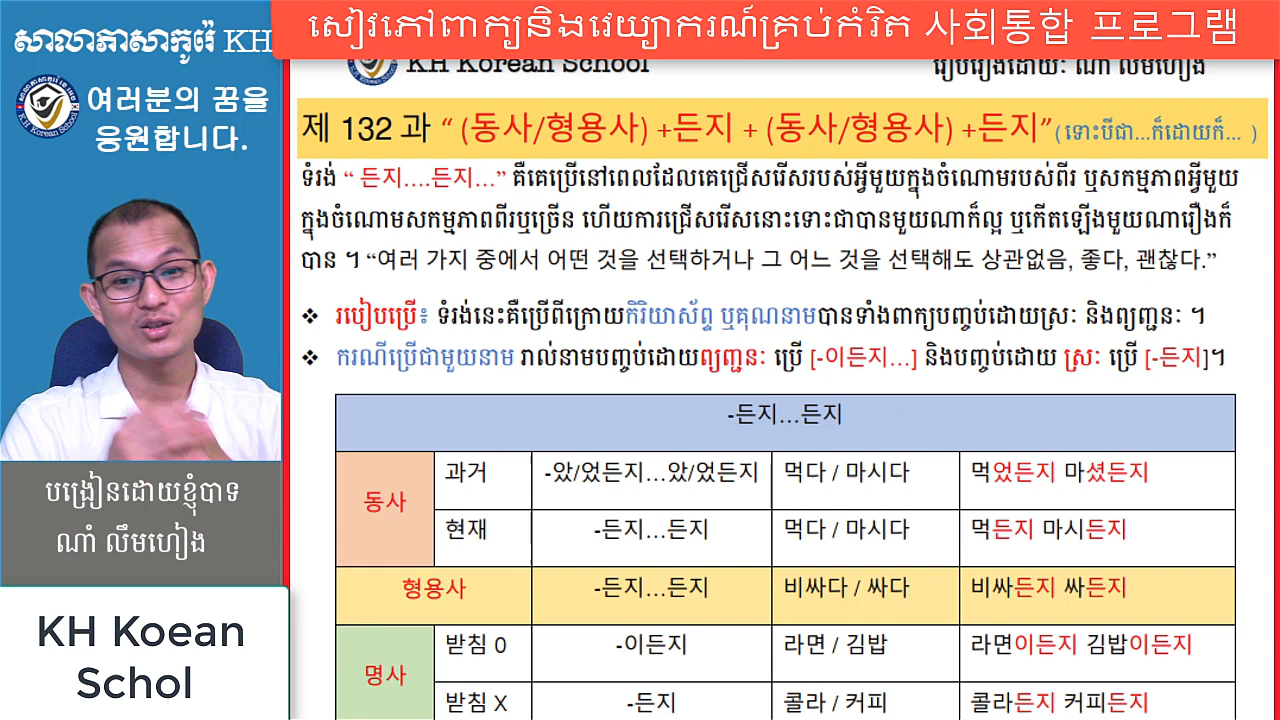 សាលាភាសាកូរ៉េ KH
여러분의 꿈을
응원합니다.
បង្រៀនដោយខ្ញុំបាទ
ណាំ លឹមហៀង
KH Koean
Schol
សៀវភៅពាក្យនិងវេយ្យាករណ៍គ្រប់កំរិត 사회통합 프로그램
KH Korean School
រៀបរៀងដោយ: ណាំ លឹមហៀង
제 132 과 “ (동사/형용사) +든지 + (동사/형용사) +든지” ( ទោះបីជា...ក៏ដោយក៏... )
ទំរង់ “ 든지....든지...” គឺគេប្រើនៅពេលដែលគេជ្រើសរើសរបស់អ្វីមួយក្នុងចំណោមរបស់ពីរ ឬសកម្មភាពអ្វីមួយ
ក្នុងចំណោមសកម្មភាពពីរឬច្រើន ហើយការជ្រើសរើសនោះទោះជាបានមួយណាក៏ល្អ ឬកើតឡើងមួយណារឿងក៏
បាន ។ “여러 가지 중에서 어떤 것을 선택하거나 그 어느 것을 선택해도 상관없음, 좋다, 괜찮다.”
❖ របៀបប្រើ៖ ទំរង់នេះគឺប្រើពីក្រោយកិរិយាស័ព្ទ ឬគុណនាមបានទាំងពាក្យបញ្ចប់ដោយស្រៈ និងព្យញ្ជនៈ ។
❖ ករណីប្រើជាមួយនាម រាល់នាមបញ្ចប់ដោយព្យញ្ជនៈ ប្រើ [-이든지...] និងបញ្ចប់ដោយ ស្រៈ ប្រើ [-든지]។
-든지...든지
동사 과거 -았/었든지...았/었든지 먹다 / 마시다 먹었든지 마셨든지
현재 -든지...든지 먹다 / 마시다 먹든지 마시든지
형용사 -든지...든지 비싸다 / 싸다 비싸든지 싸든지
명사 받침 0 -이든지 라면 / 김밥 라면이든지 김밥이든지
받침 X -든지 콜라 / 커피 콜라든지 커피든지